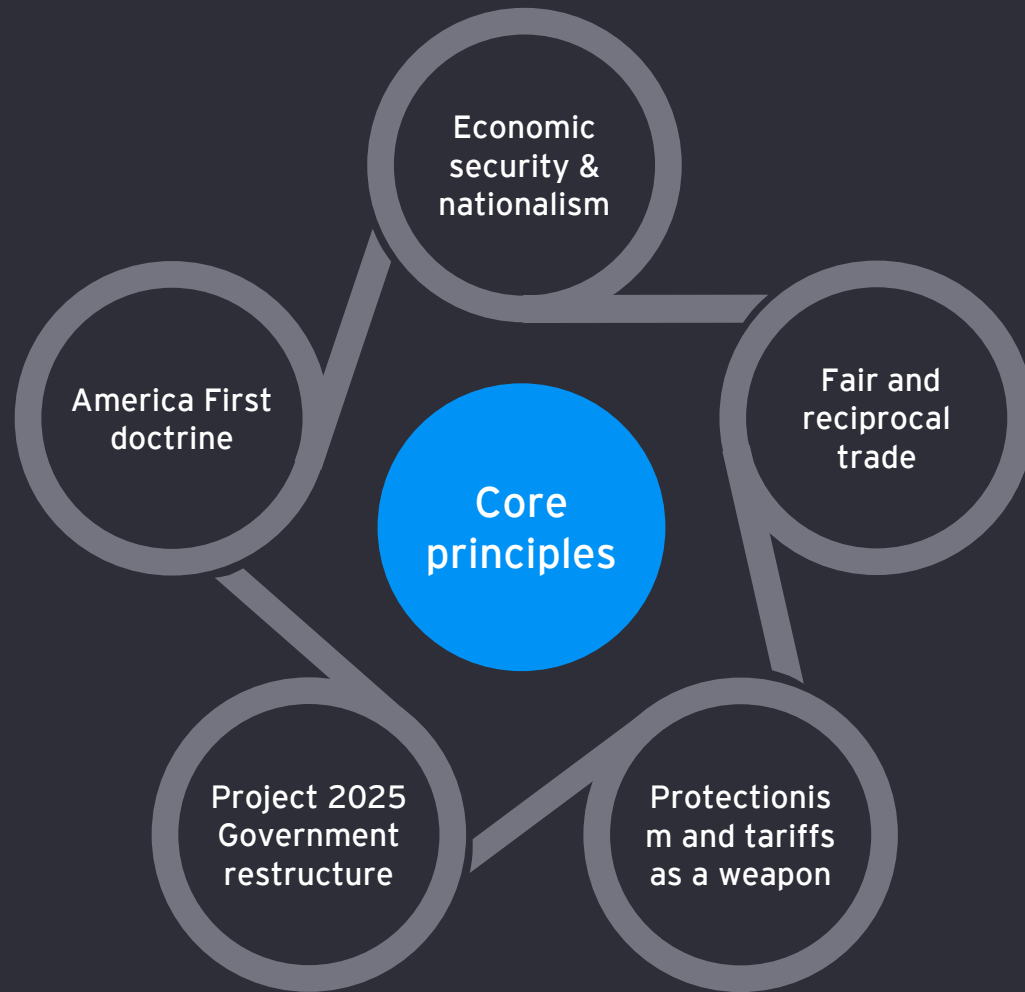 Economic
security &
nationalism
Fair and
reciprocal
trade
Protectionis
m and tariffs
as a weapon
Project 2025
Government
restructure
America First
doctrine
Core
principles